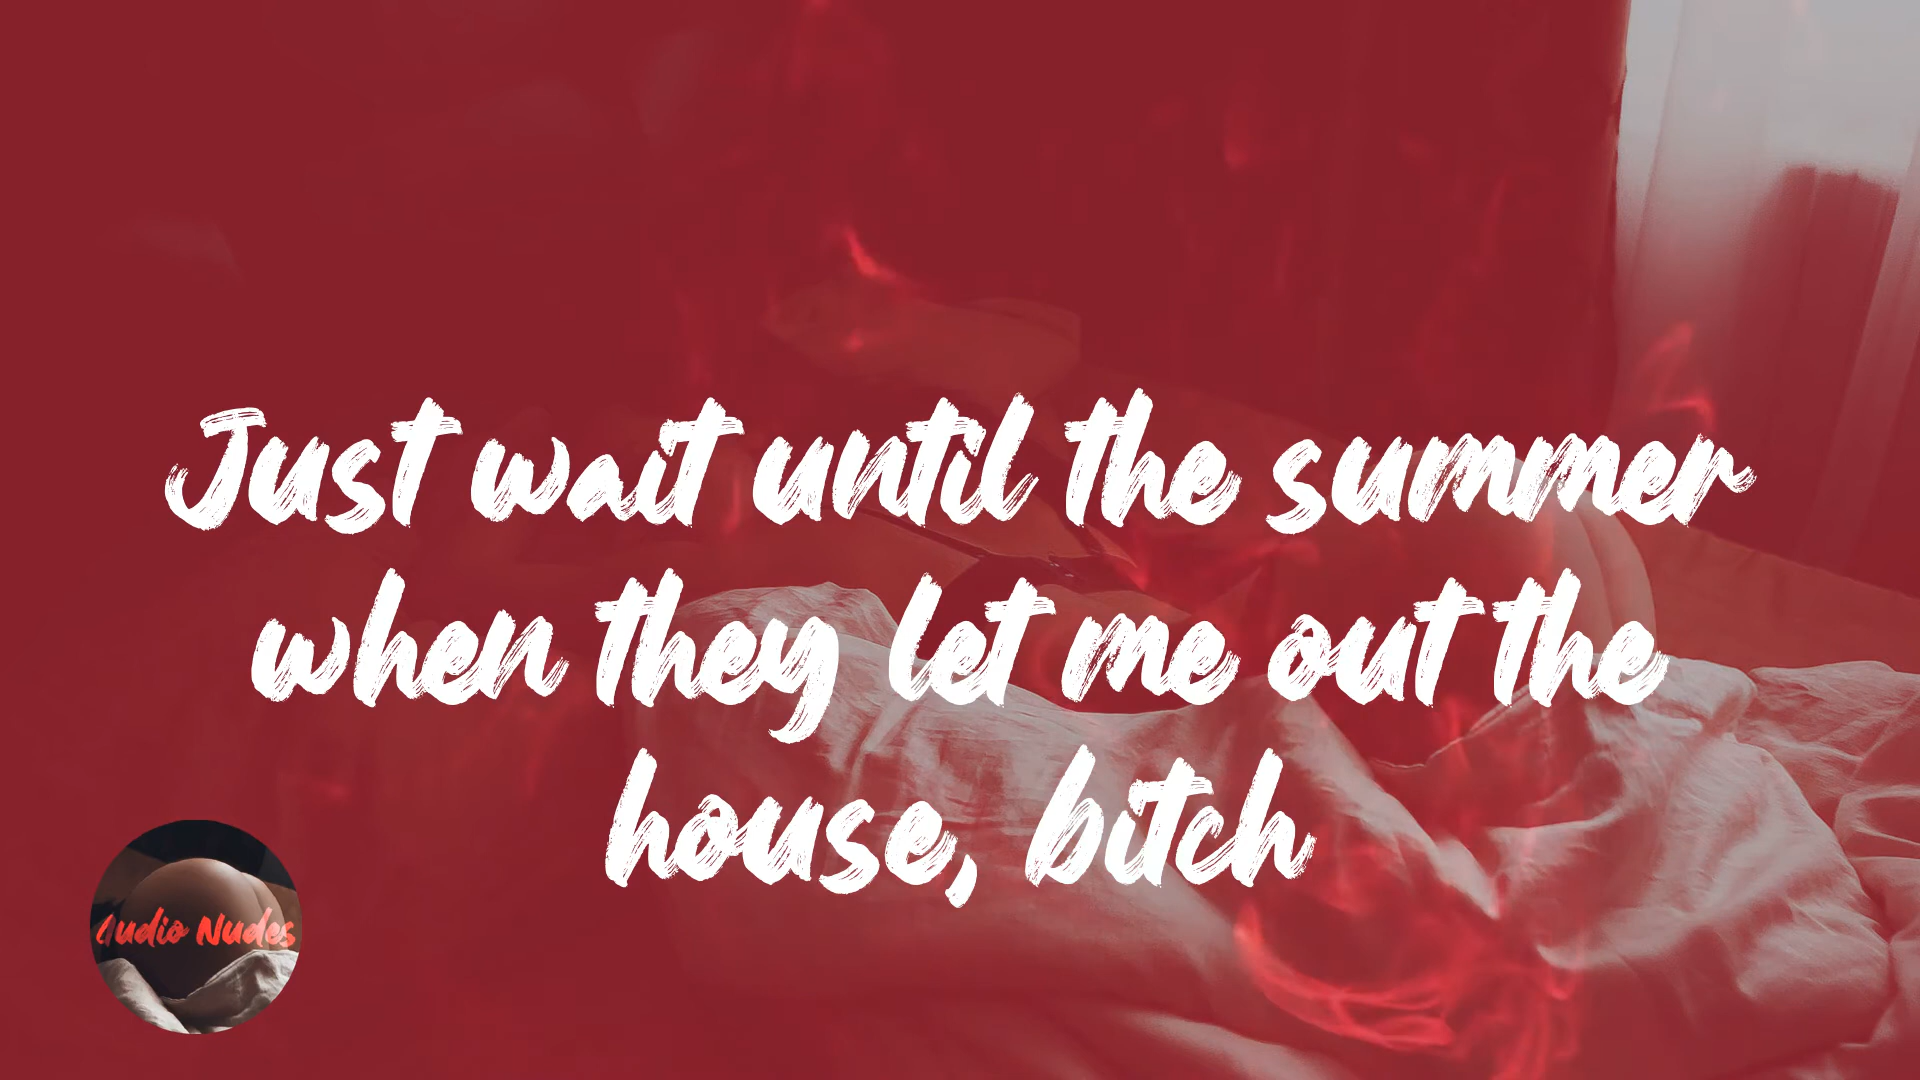 Just wait until the summer
when they let me out the
house, bitch
Audio Nudes